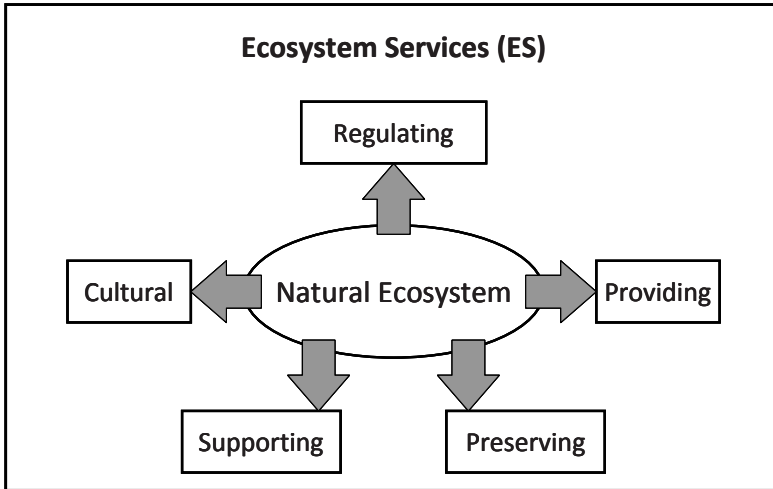 Ecosystem Services (ES)
Regulating
Cultural
Natural Ecosystem
Providing
Supporting
Preserving